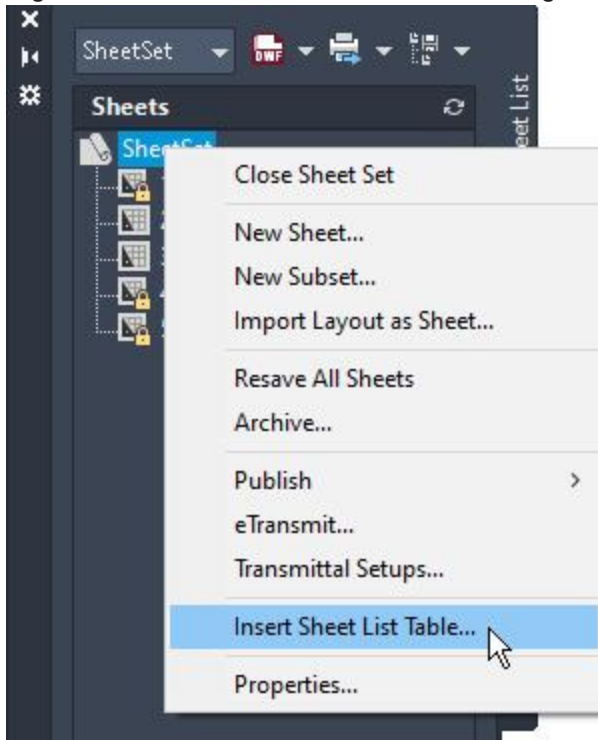 SheetSet
DWF
Sheets
SheetSet
Close Sheet Set
New Sheet...
New Subset...
Import Layout as Sheet...
Resave All Sheets
Archive...
Publish
eTransmit...
Transmittal Setups...
Insert Sheet List Table...
Properties...
List